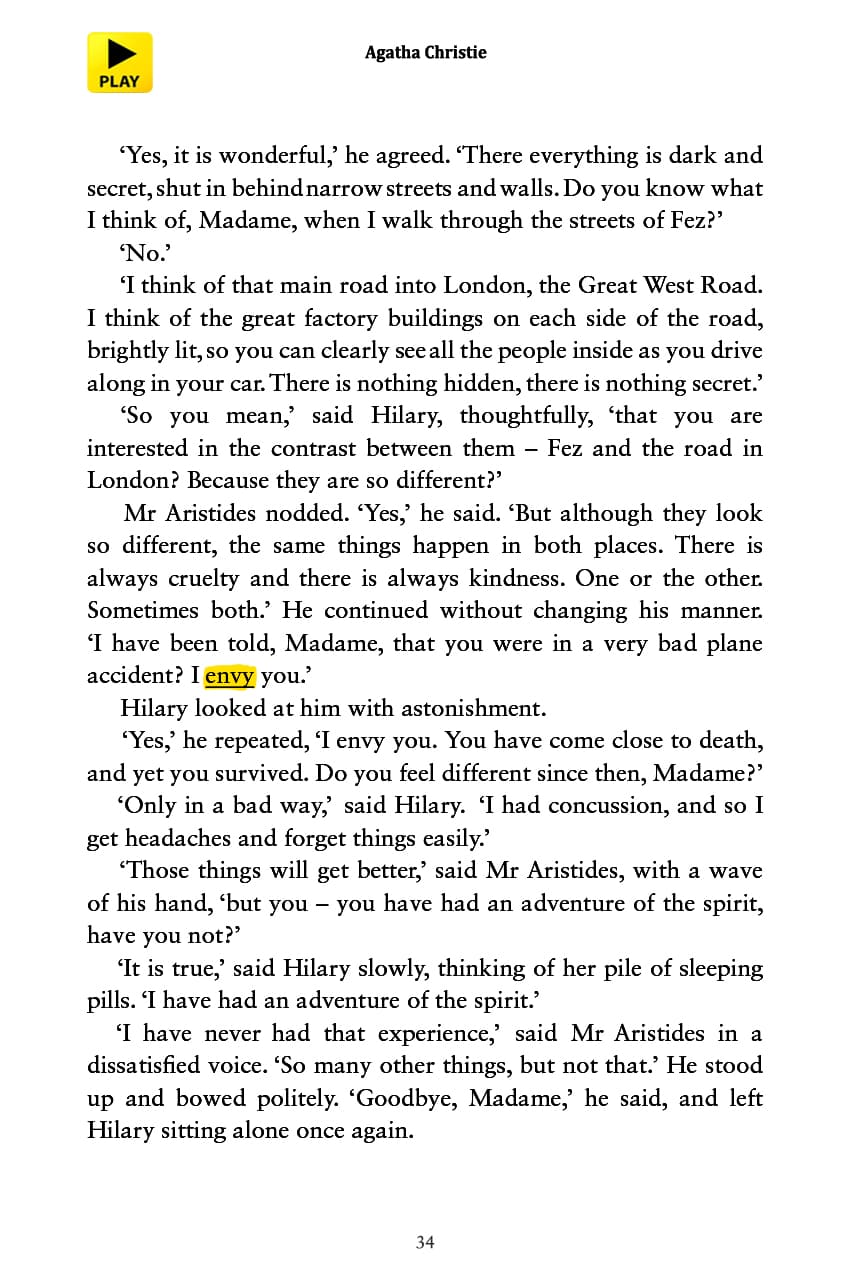 PLAY
Agatha Christie
‘Yes, it is wonderful,’ he agreed. ‘There everything is dark and
secret, shut in behind narrow streets and walls. Do you know what
I think of, Madame, when I walk through the streets of Fez?’
‘No.’
‘I think of that main road into London, the Great West Road.
I think of the great factory buildings on each side of the road,
brightly lit, so you can clearly see all the people inside as you drive
along in your car. There is nothing hidden, there is nothing secret.’
‘So you mean,’ said Hilary, thoughtfully, ‘that you are
interested in the contrast between them – Fez and the road in
London? Because they are so different?’
Mr Aristides nodded. ‘Yes,’ he said. ‘But although they look
so different, the same things happen in both places. There is
always cruelty and there is always kindness. One or the other.
Sometimes both.’ He continued without changing his manner.
‘I have been told, Madame, that you were in a very bad plane
accident? I envy you.’
Hilary looked at him with astonishment.
‘Yes,’ he repeated, ‘I envy you. You have come close to death,
and yet you survived. Do you feel different since then, Madame?’
‘Only in a bad way,’ said Hilary. ‘I had concussion, and so I
get headaches and forget things easily.’
‘Those things will get better,’ said Mr Aristides, with a wave
of his hand, ‘but you – you have had an adventure of the spirit,
have you not?’
‘It is true,’ said Hilary slowly, thinking of her pile of sleeping
pills. ‘I have had an adventure of the spirit.’
‘I have never had that experience,’ said Mr Aristides in a
dissatisfied voice. ‘So many other things, but not that.’ He stood
up and bowed politely. ‘Goodbye, Madame,’ he said, and left
Hilary sitting alone once again.
34